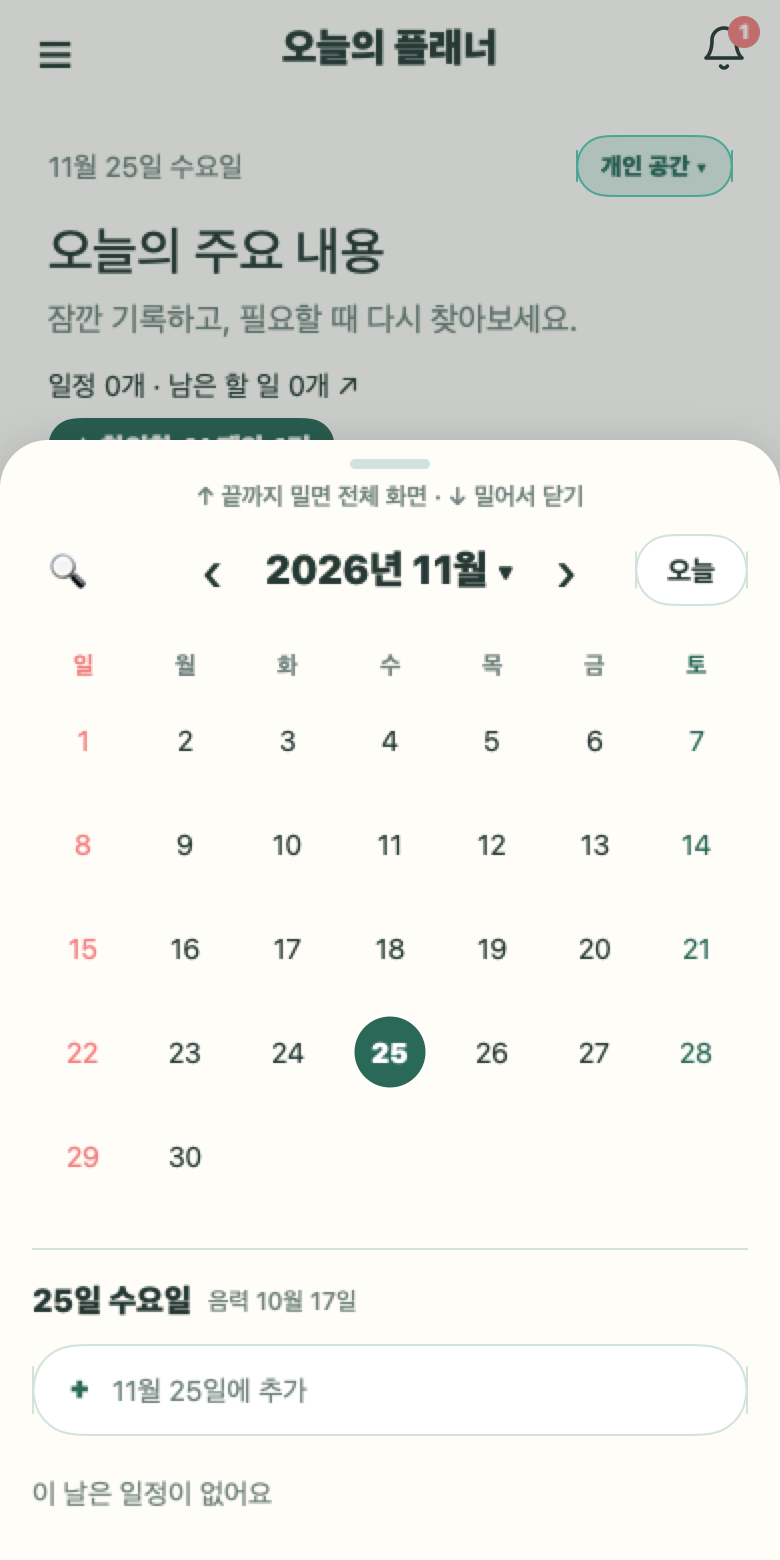 오늘의 플래너
1
11월 25일 수요일
개인 공간 ▾
오늘의 주요 내용
잠깐 기록하고, 필요할 때 다시 찾아보세요.
일정 0개 · 남은 할 일 0개 ↗
↑ 끝까지 밀면 전체 화면 · ↓ 밀어서 닫기
‹ 2026년 11월 ▾ › 오늘
일 월 화 수 목 금 토
1 2 3 4 5 6 7
8 9 10 11 12 13 14
15 16 17 18 19 20 21
22 23 24 25 26 27 28
29 30
25일 수요일 음력 10월 17일
+ 11월 25일에 추가
이 날은 일정이 없어요